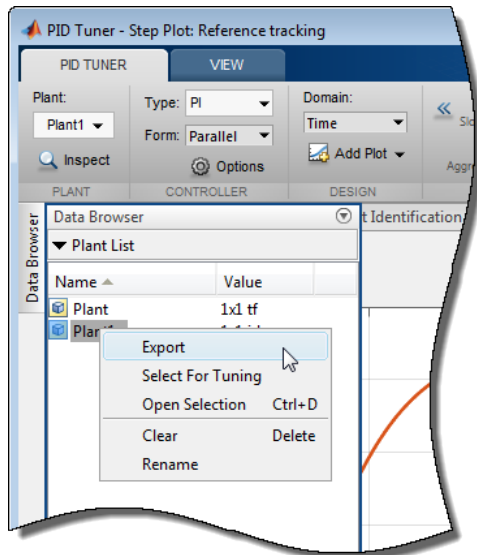 PID Tuner - Step Plot: Reference tracking
PID TUNER VIEW
Plant: Type: PI Domain:
Plant1 Form: Parallel Time
Inspect Options Add Plot
PLANT CONTROLLER DESIGN
Data Browser
Data Browser
Plant List
Name Value
Plant 1x1 tf
Export
Select For Tuning
Open Selection Ctrl+D
Clear Delete
Rename